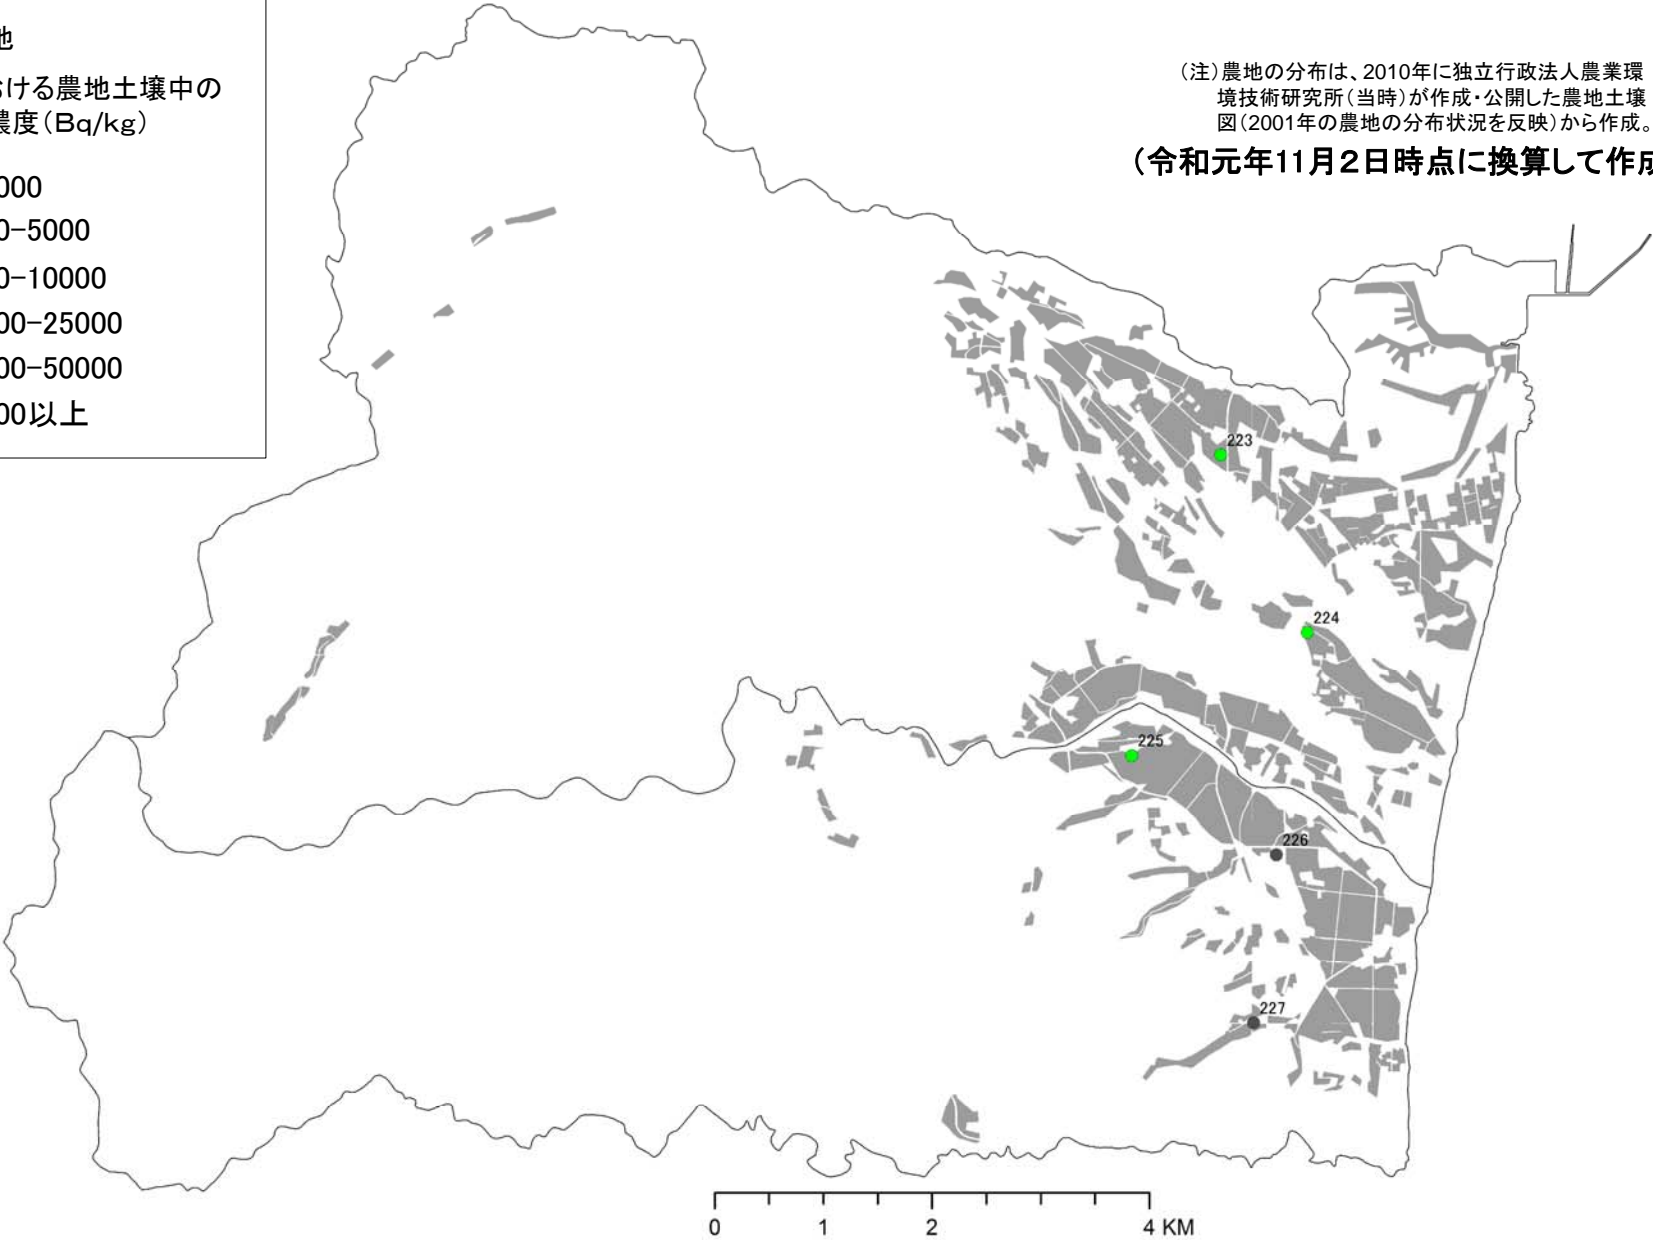 地
おける農地土壌中の
濃度（Bq/kg）
000
0-5000
0-10000
00-25000
00-50000
00以上
（注）農地の分布は、2010年に独立行政法人農業環
境技術研究所（当時）が作成・公開した農地土壌
図（2001年の農地の分布状況を反映）から作成。
（令和元年11月2日時点に換算して作成
223
224
225
226
227
0 1 2 4 KM